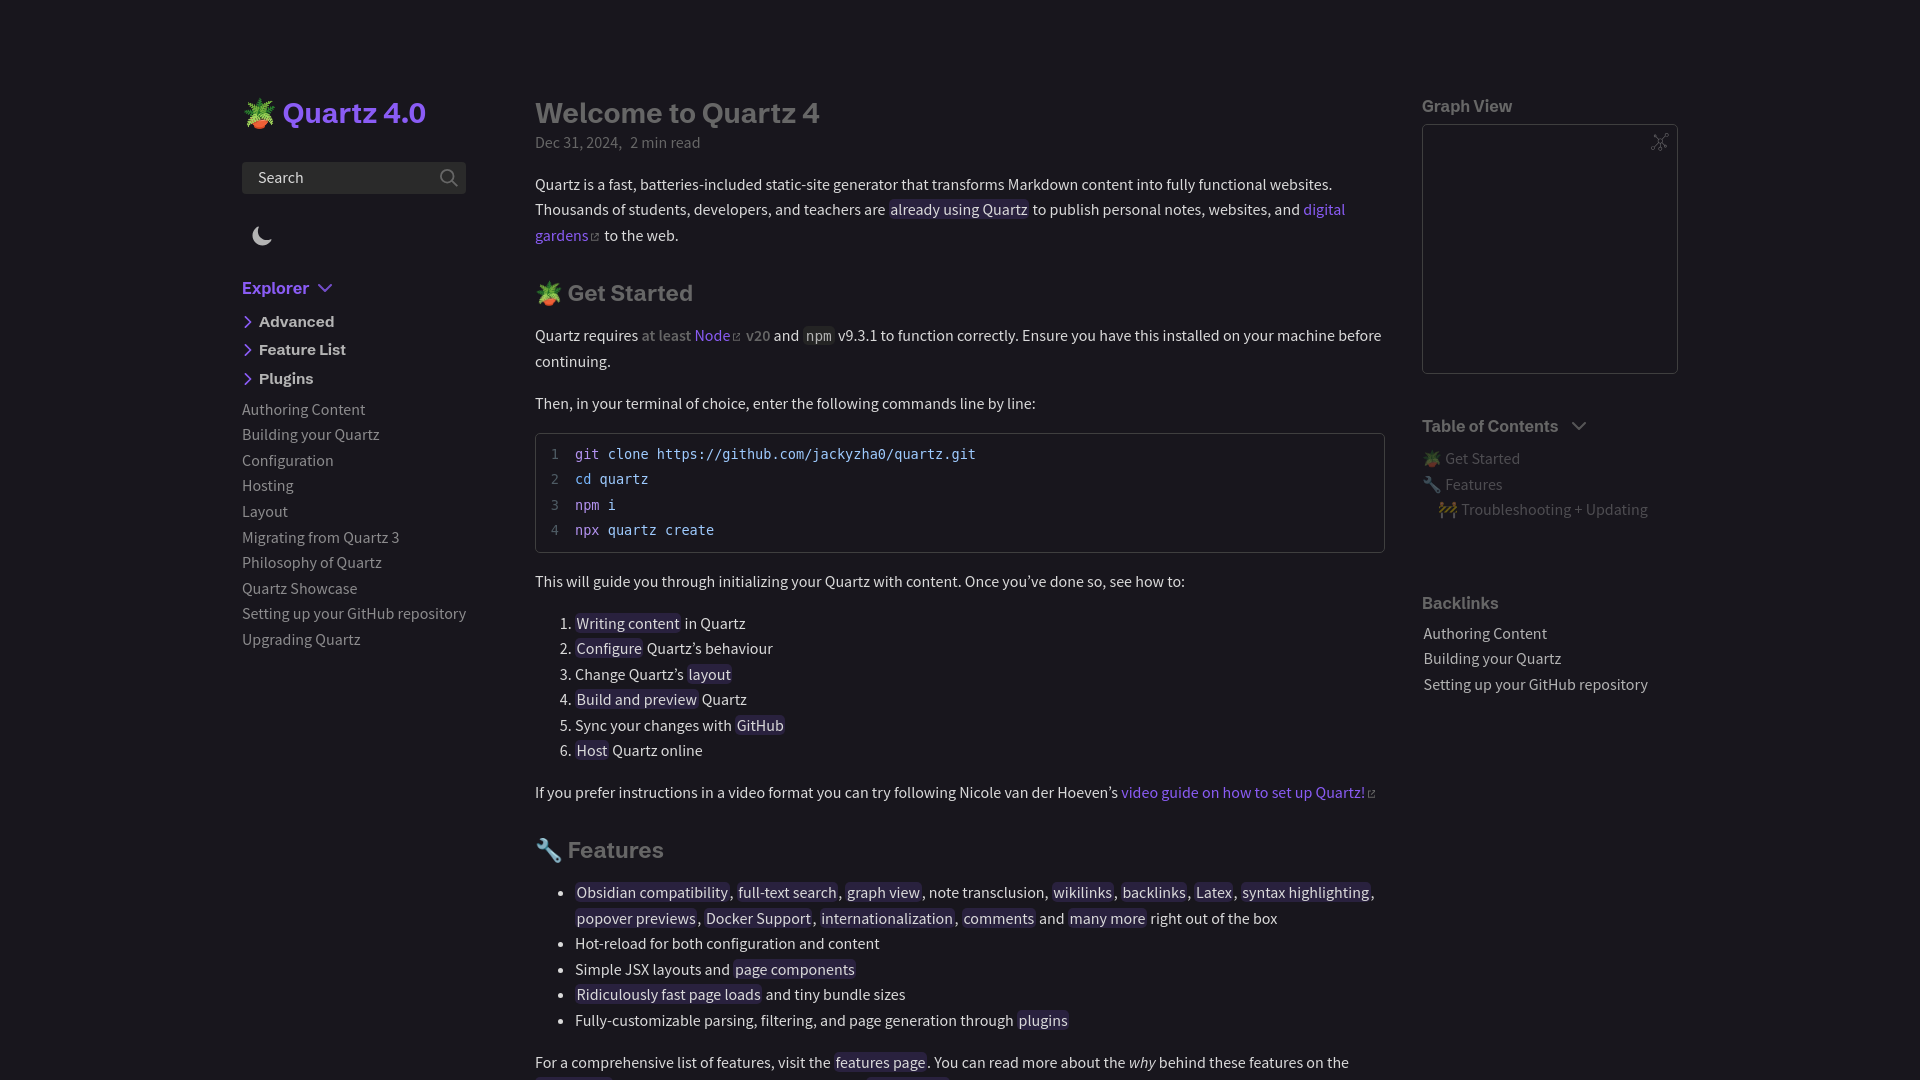 🪴 Quartz 4.0
Search
Explorer
Advanced
Feature List
Plugins
Authoring Content
Building your Quartz
Configuration
Hosting
Layout
Migrating from Quartz 3
Philosophy of Quartz
Quartz Showcase
Setting up your GitHub repository
Upgrading Quartz
Welcome to Quartz 4
Dec 31, 2024, 2 min read
Quartz is a fast, batteries-included static-site generator that transforms Markdown content into fully functional websites.
Thousands of students, developers, and teachers are already using Quartz to publish personal notes, websites, and digital
gardens to the web.
🪴 Get Started
Quartz requires at least Node v20 and npm v9.3.1 to function correctly. Ensure you have this installed on your machine before
continuing.
Then, in your terminal of choice, enter the following commands line by line:
1 git clone https://github.com/jackyzha0/quartz.git
2 cd quartz
3 npm i
4 npx quartz create
This will guide you through initializing your Quartz with content. Once you’ve done so, see how to:
1. Writing content in Quartz
2. Configure Quartz’s behaviour
3. Change Quartz’s layout
4. Build and preview Quartz
5. Sync your changes with GitHub
6. Host Quartz online
If you prefer instructions in a video format you can try following Nicole van der Hoeven’s video guide on how to set up Quartz!
🔧 Features
• Obsidian compatibility, full-text search, graph view, note transclusion, wikilinks, backlinks, Latex, syntax highlighting,
popover previews, Docker Support, internationalization, comments and many more right out of the box
• Hot-reload for both configuration and content
• Simple JSX layouts and page components
• Ridiculously fast page loads and tiny bundle sizes
• Fully-customizable parsing, filtering, and page generation through plugins
For a comprehensive list of features, visit the features page. You can read more about the why behind these features on the
Graph View
Table of Contents
🪴 Get Started
🔧 Features
🚧 Troubleshooting + Updating
Backlinks
Authoring Content
Building your Quartz
Setting up your GitHub repository